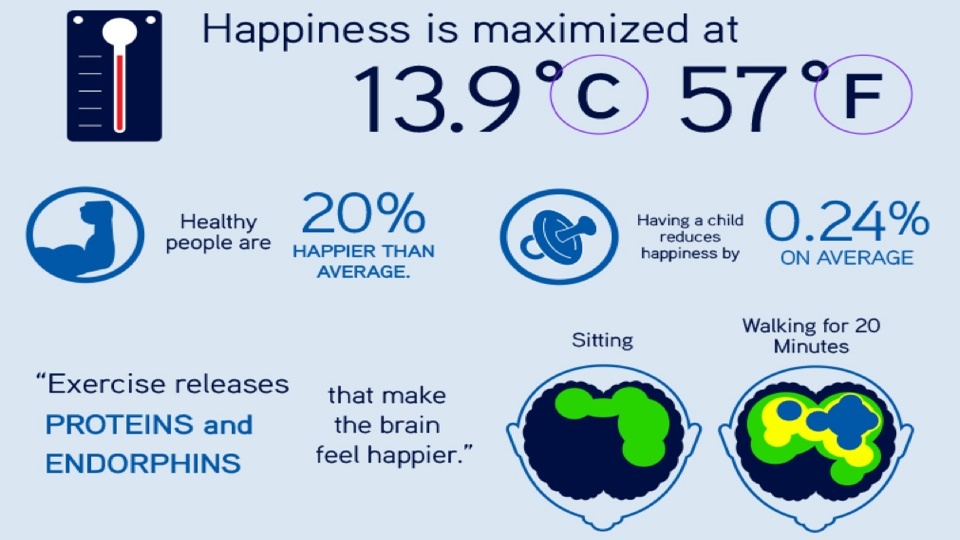 Happiness is maximized at
13.9°C 57°F
Healthy
people are
20%
HAPPIER THAN
AVERAGE.
Having a child
reduces
happiness by
0.24%
ON AVERAGE
“Exercise releases
PROTEINS and
ENDORPHINS
that make
the brain
feel happier.”
Sitting
Walking for 20
Minutes